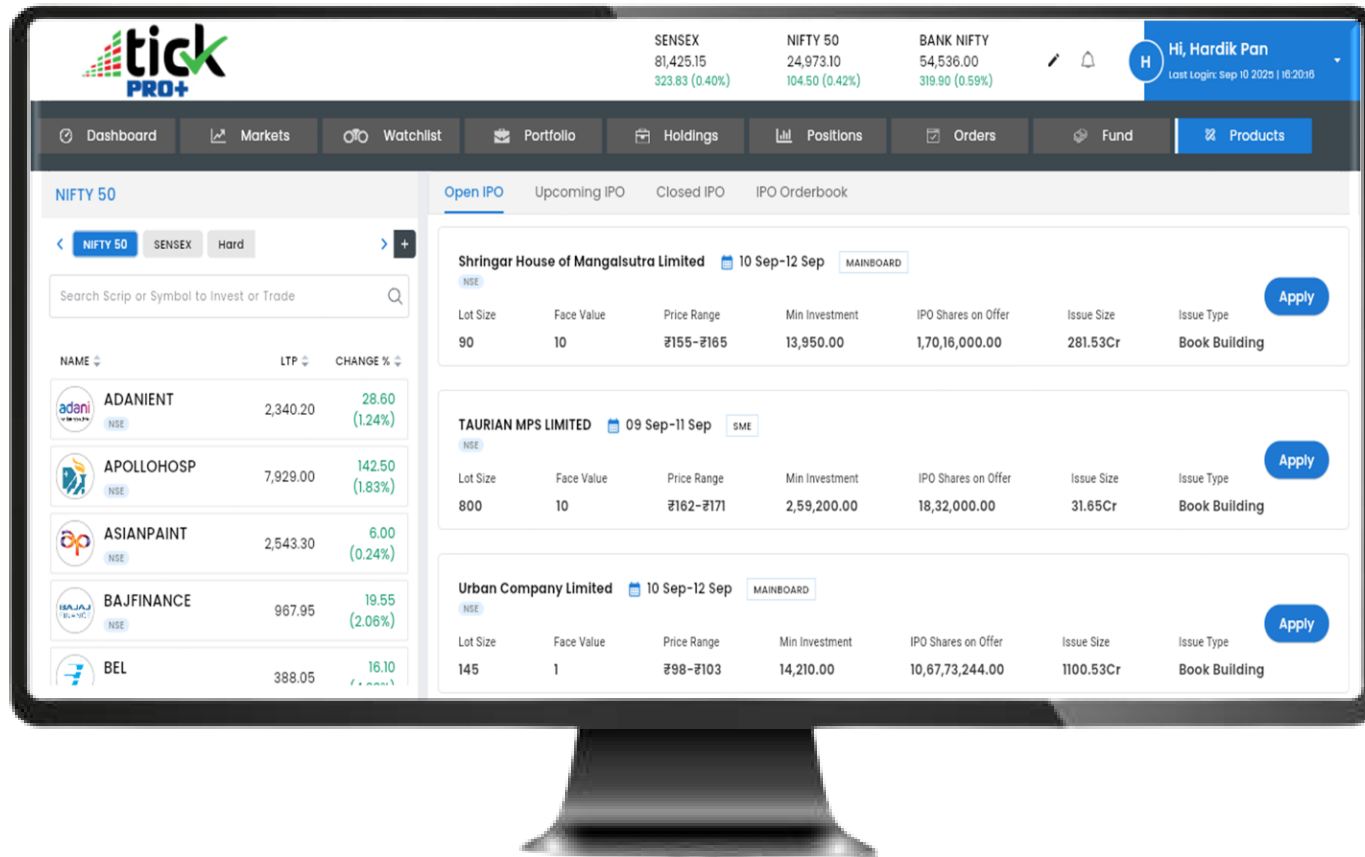 tick
PRO+
SENSEX
81,425.15
323.83 (0.40%)
NIFTY 50
24,973.10
104.50 (0.42%)
BANK NIFTY
54,536.00
319.90 (0.59%)
H
Hi, Hardik Pan
Last Login: Sep 10 2025 | 16:20:16
Dashboard
Markets
Watchlist
Portfolio
Holdings
Positions
Orders
Fund
Products
NIFTY 50
NIFTY 50 SENSEX Hard
+
Search Scrip or Symbol to Invest or Trade
NAME LTP CHANGE %
adani
ADANIENT
NSE
2,340.20
28.60
(1.24%)
APOLLOHOSP
NSE
7,929.00
142.50
(1.83%)
ap
ASIANPAINT
NSE
2,543.30
6.00
(0.24%)
BAJAJ
BAJFINANCE
NSE
967.95
19.55
(2.06%)
BEL
388.05
16.10
Open IPO Upcoming IPO Closed IPO IPO Orderbook
Shringar House of Mangalsutra Limited 10 Sep-12 Sep MAINBOARD
NSE
Apply
Lot Size Face Value Price Range Min Investment IPO Shares on Offer Issue Size Issue Type
90 10 ₹155-₹165 13,950.00 1,70,16,000.00 281.53Cr Book Building
TAURIAN MPS LIMITED 09 Sep-11 Sep SME
NSE
Apply
Lot Size Face Value Price Range Min Investment IPO Shares on Offer Issue Size Issue Type
800 10 ₹162-₹171 2,59,200.00 18,32,000.00 31.65Cr Book Building
Urban Company Limited 10 Sep-12 Sep MAINBOARD
NSE
Apply
Lot Size Face Value Price Range Min Investment IPO Shares on Offer Issue Size Issue Type
145 1 ₹98-₹103 14,210.00 10,67,73,244.00 1100.53Cr Book Building